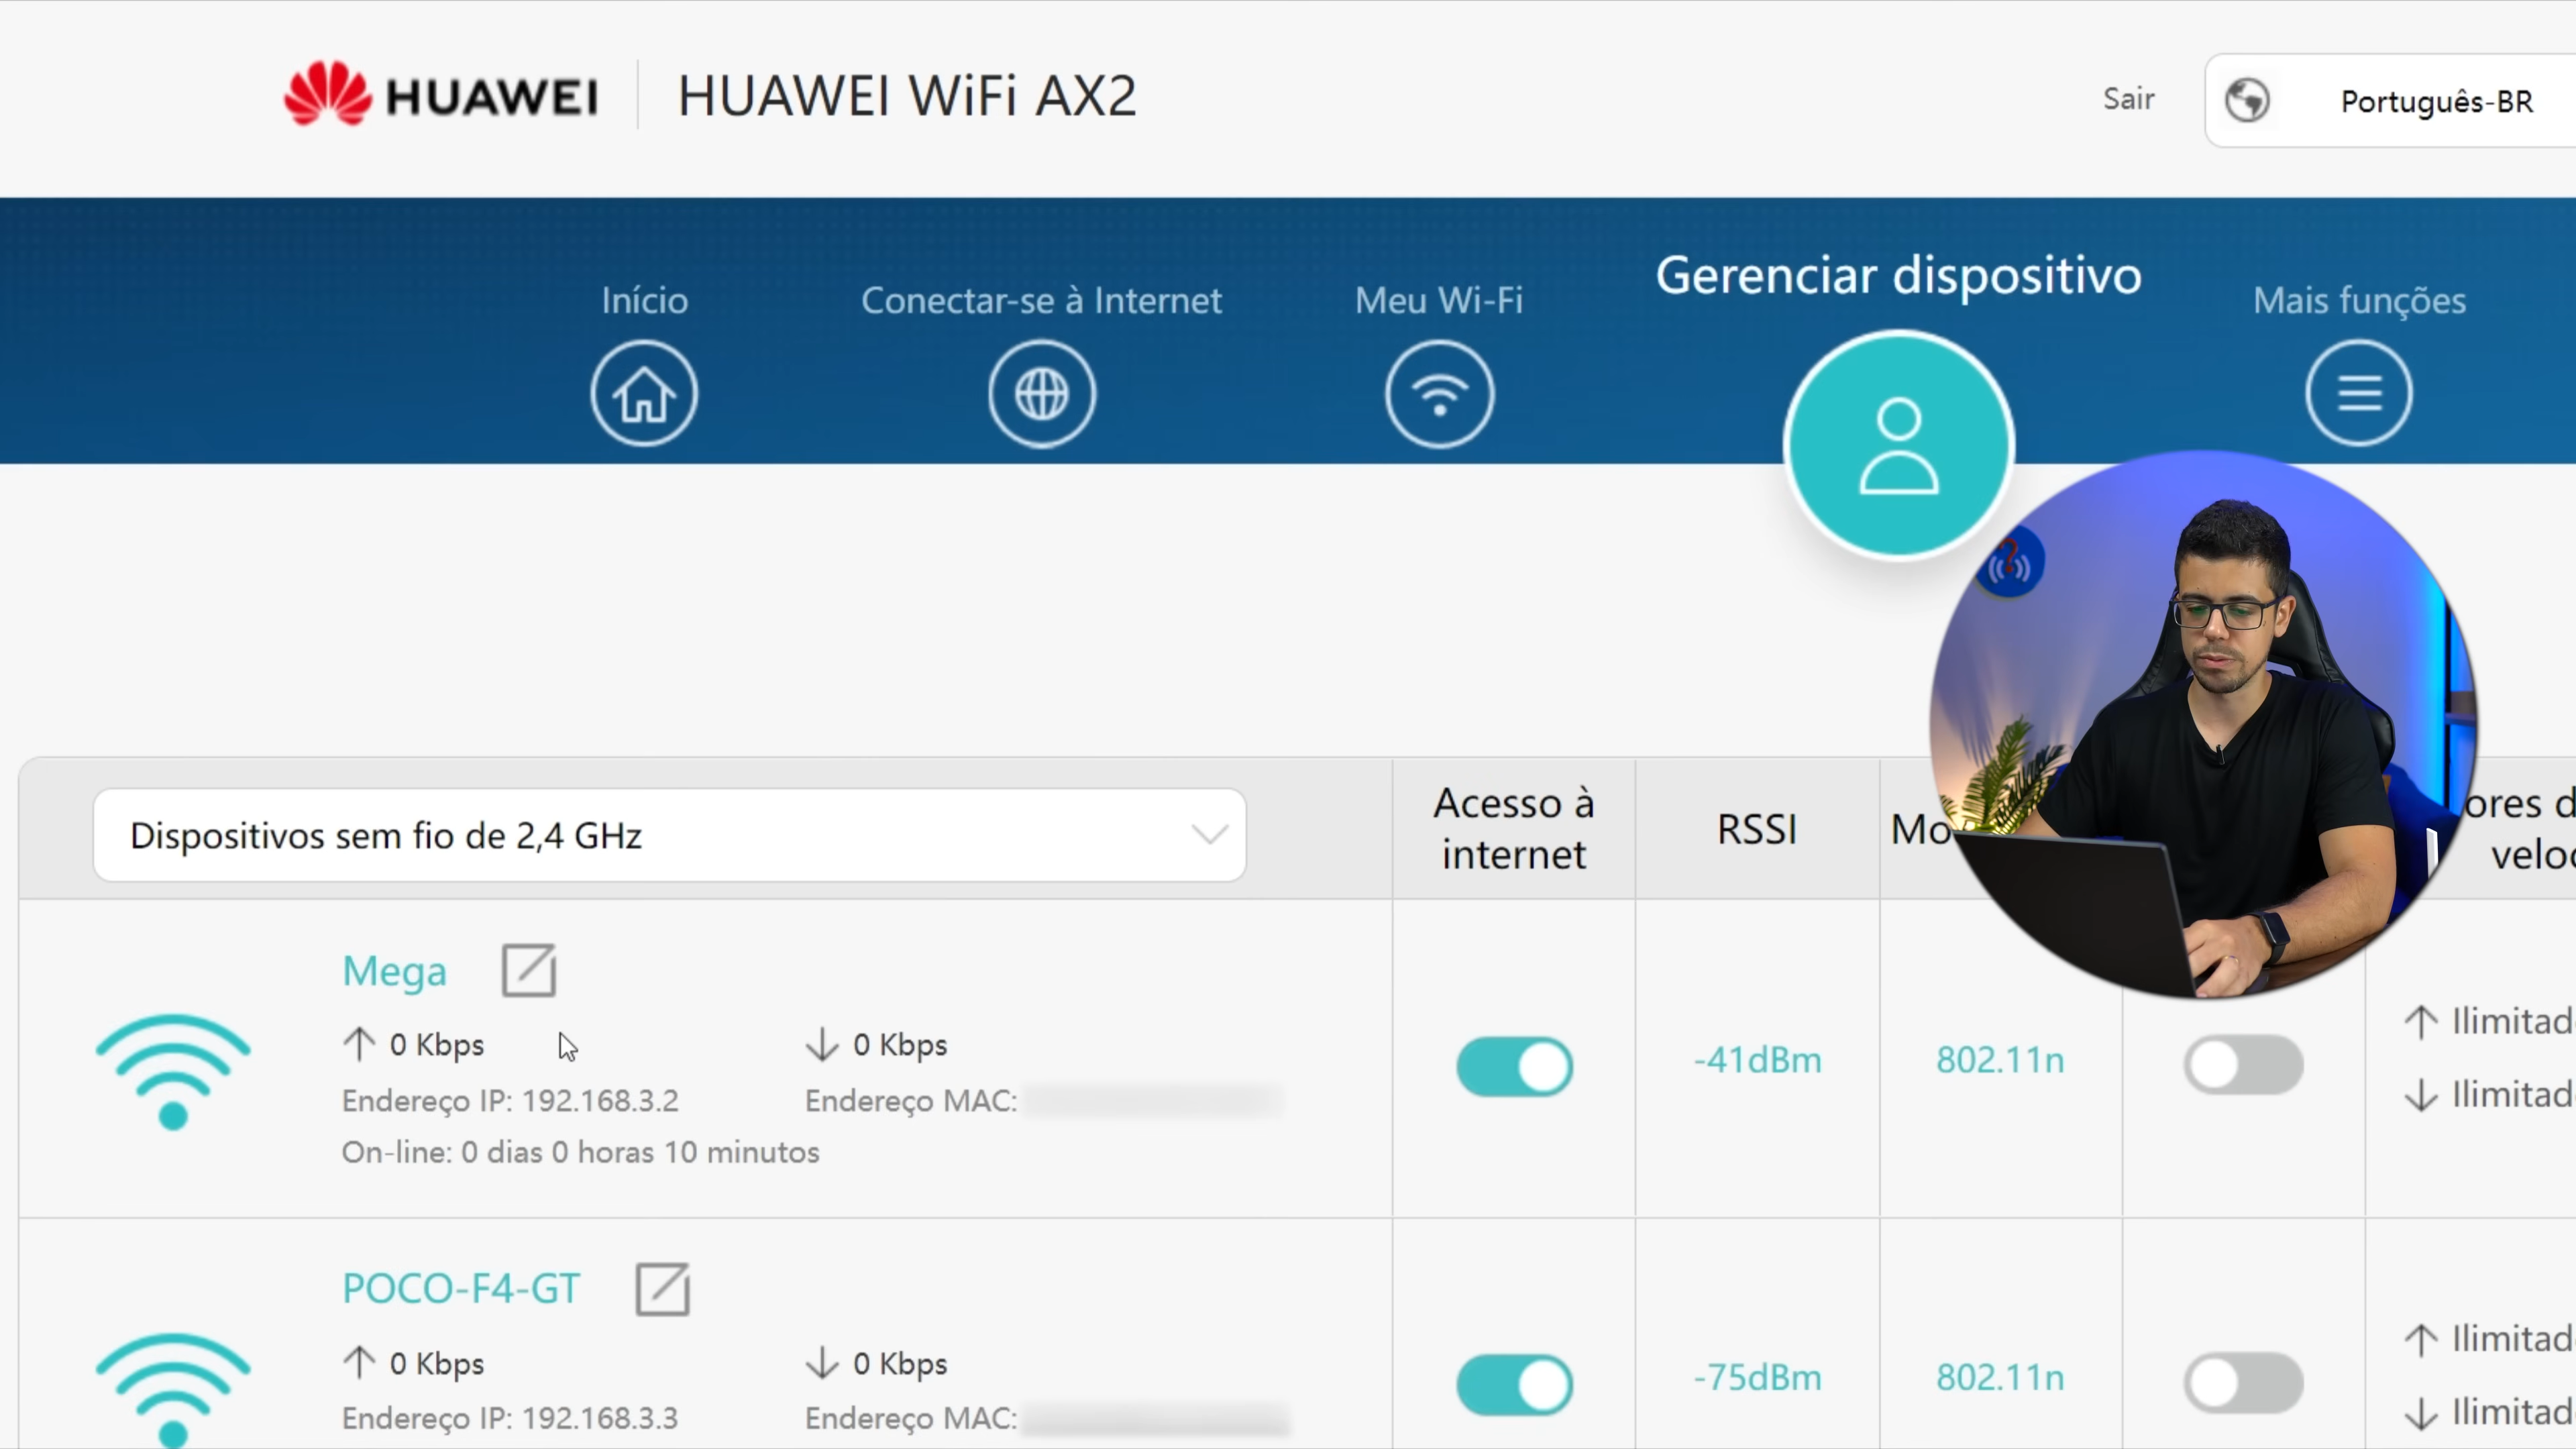 HUAWEI
HUAWEI WiFi AX2
Sair
Português-BR
Início
Conectar-se à Internet
Meu Wi-Fi
Gerenciar dispositivo
Mais funções
Dispositivos sem fio de 2,4 GHz
Acesso à
internet
RSSI
Mega
0 Kbps
0 Kbps
Endereço IP: 192.168.3.2
Endereço MAC:
On-line: 0 dias 0 horas 10 minutos
-41dBm
802.11n
POCO-F4-GT
0 Kbps
0 Kbps
Endereço IP: 192.168.3.3
Endereço MAC:
-75dBm
802.11n